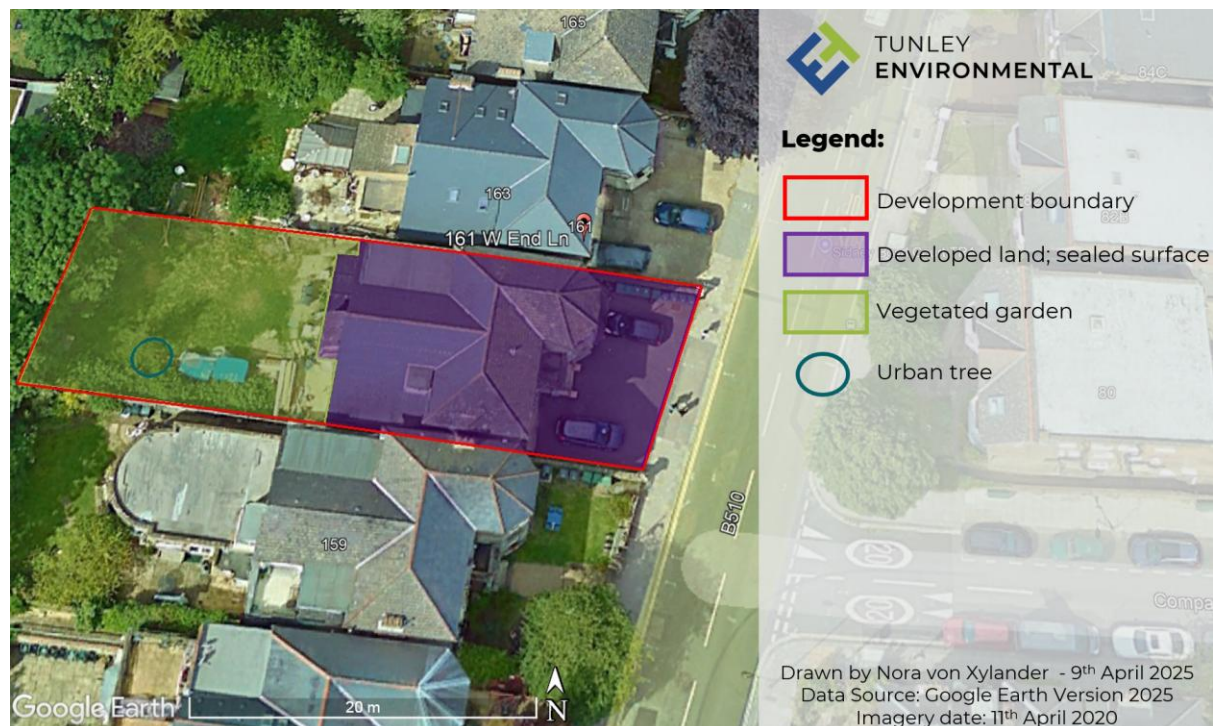 165
163
161
161 W End Ln
159
B510
Google Earth
20 m
N
TUNLEY
ENVIRONMENTAL
84C
Legend:
Development boundary
Developed land; sealed surface
Vegetated garden
Urban tree
80
20
20
Drawn by Nora von Xylander - 9th April 2025
Data Source: Google Earth Version 2025
Imagery date: 11th April 2020